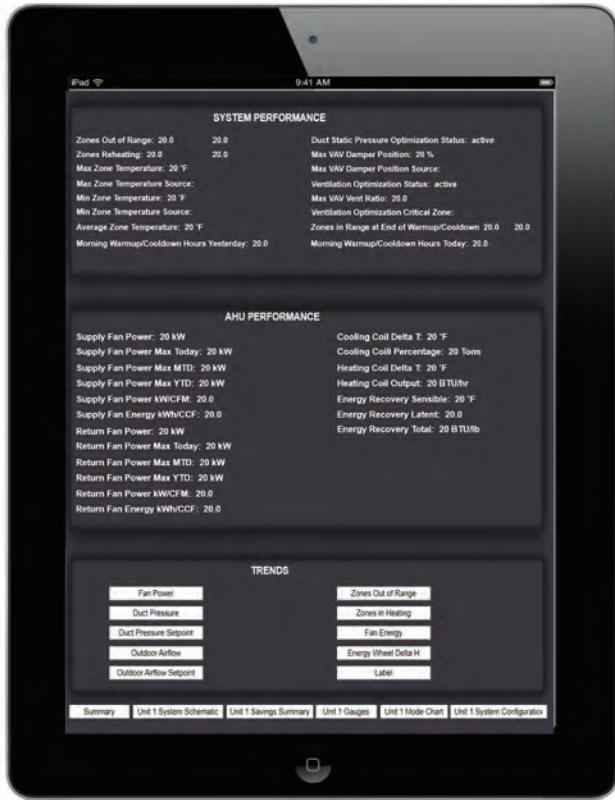 iPad
9:41 AM
SYSTEM PERFORMANCE
Zones Out of Range: 20.0 20.0
Zones Reheating: 20.0 20.0
Max Zone Temperature: 20 °F
Max Zone Temperature Source:
Min Zone Temperature: 20 °F
Min Zone Temperature Source:
Average Zone Temperature: 20 °F
Morning Warmup/Cooldown Hours Yesterday: 20.0
Duct Static Pressure Optimization Status: active
Max VAV Damper Position: 20 %
Max VAV Damper Position Source:
Ventilation Optimization Status: active
Max VAV Vent Ratio: 20.0
Ventilation Optimization Critical Zone:
Zones in Range at End of Warmup/Cooldown 20.0 20.0
Morning Warmup/Cooldown Hours Today: 20.0
AHU PERFORMANCE
Supply Fan Power: 20 kW
Supply Fan Power Max Today: 20 kW
Supply Fan Power Max MTD: 20 kW
Supply Fan Power Max YTD: 20 kW
Supply Fan Power kW/CFM: 20.0
Supply Fan Energy kWh/CCF: 20.0
Return Fan Power: 20 kW
Return Fan Power Max Today: 20 kW
Return Fan Power Max MTD: 20 kW
Return Fan Power Max YTD: 20 kW
Return Fan Power kW/CFM: 20.0
Return Fan Energy kWh/CCF: 20.0
Cooling Coil Delta T: 20 °F
Cooling Coill Percentage: 20 Tons
Heating Coil Delta T: 20 °F
Heating Coil Output: 20 BTU/hr
Energy Recovery Sensible: 20 °F
Energy Recovery Latent: 20.0
Energy Recovery Total: 20 BTU/lb
TRENDS
Fan Power
Duct Pressure
Duct Pressure Setpoint
Outdoor Airflow
Outdoor Airflow Setpoint
Zones Out of Range
Zones in Heating
Fan Energy
Energy Wheel Delta H
Label
Summary
Unit 1 System Schematic
Unit 1 Savings Summary
Unit 1 Gauges
Unit 1 Mode Chart
Unit 1 System Configuration